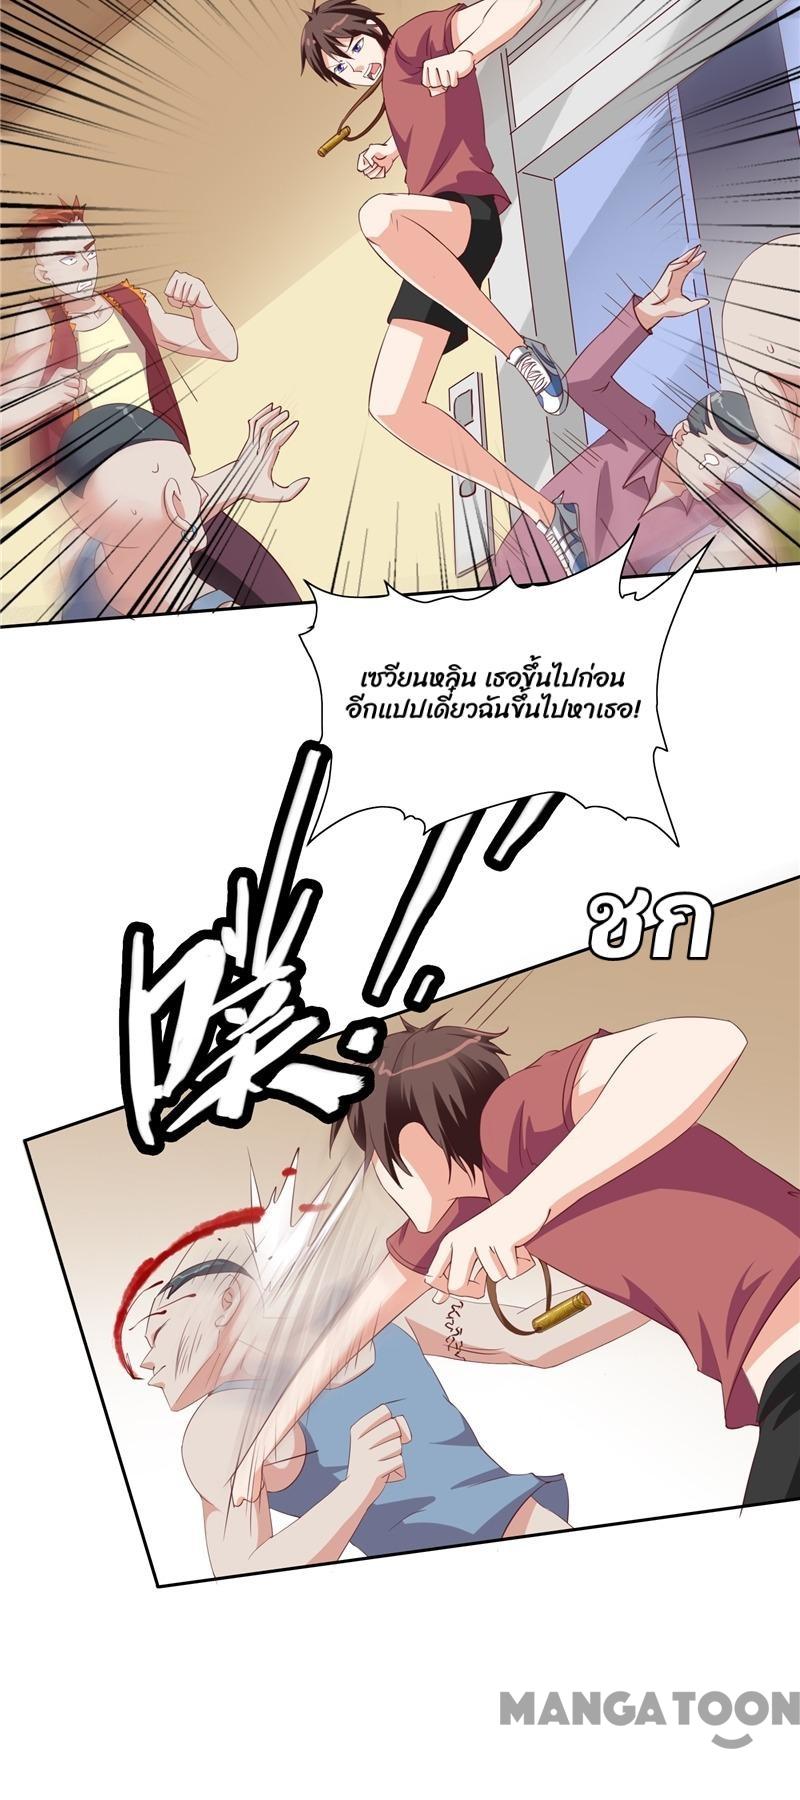 เซวียนหลิน เธอขึ้นไปก่อน
อีกแปปเดี๋ยวฉันขึ้นไปหาเธอ!
噗!!
ชก
MANGATOON